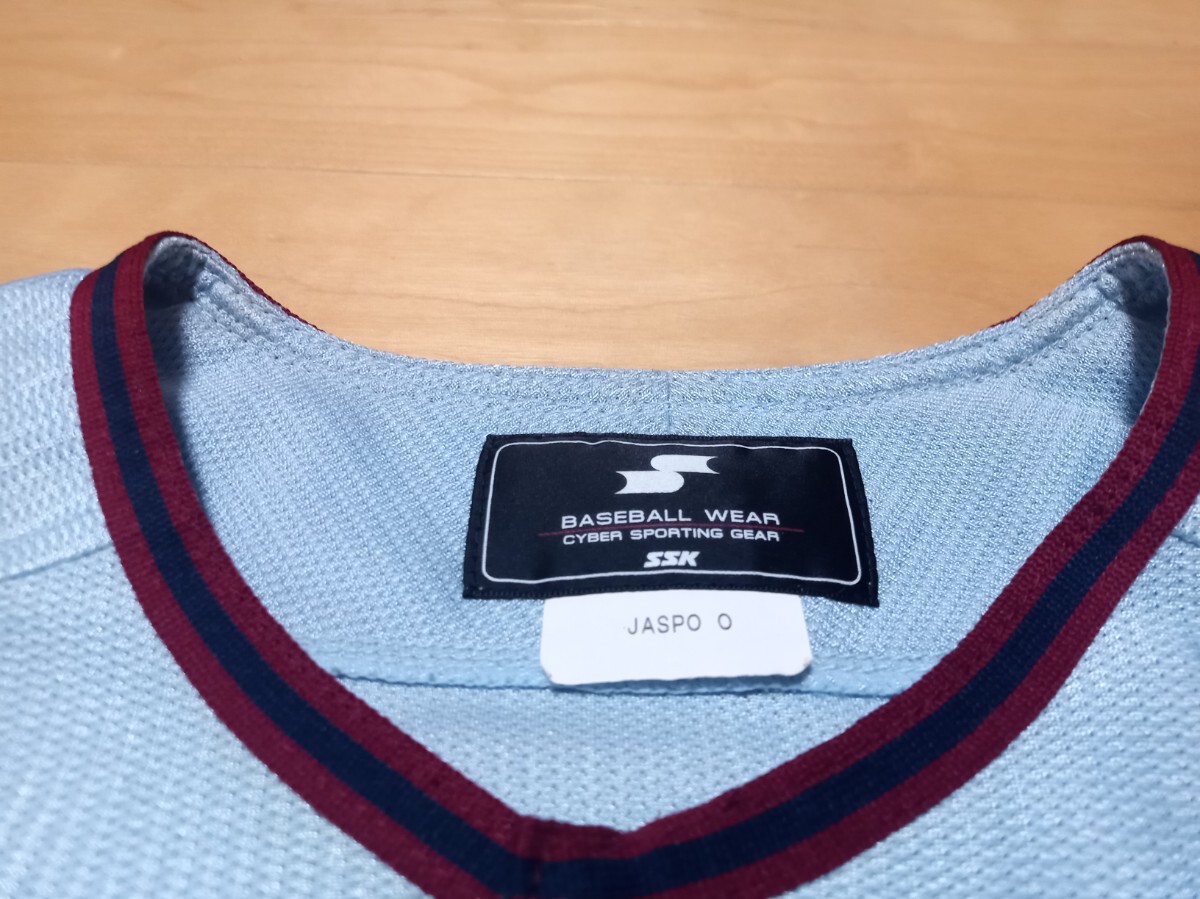 BASEBALL WEAR
CYBER SPORTING GEAR
SSK
JASPO O